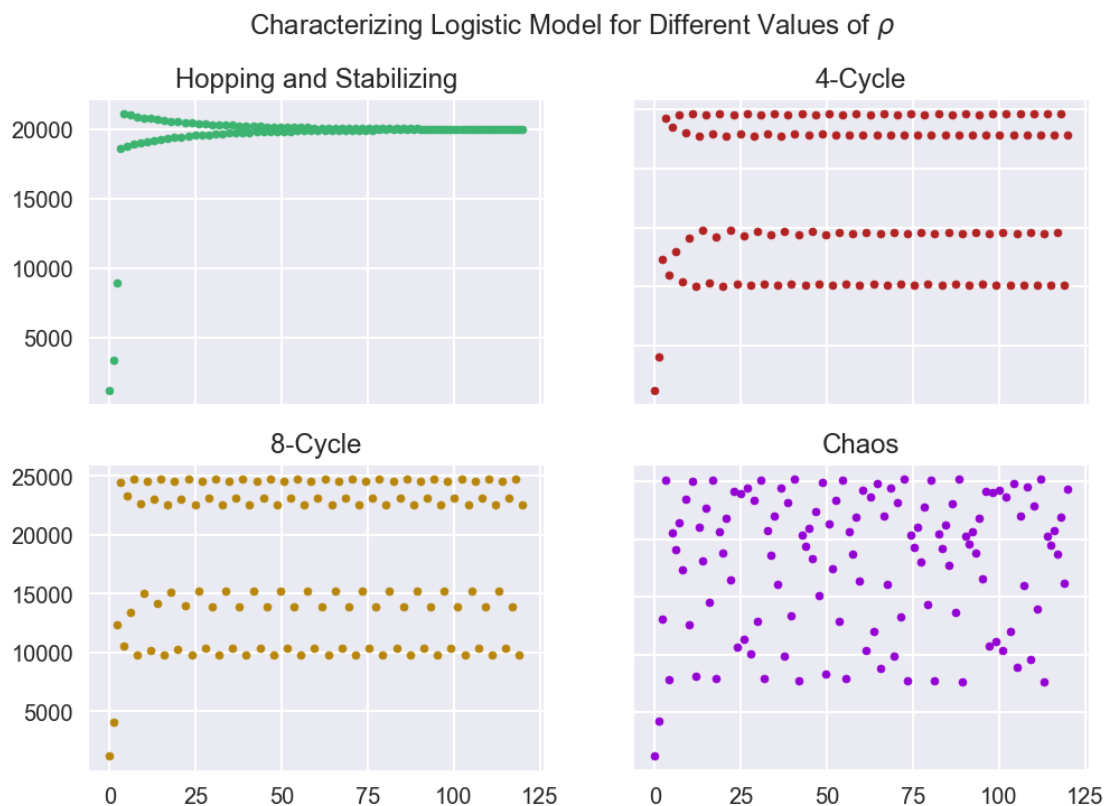 Characterizing Logistic Model for Different Values of ρ
Hopping and Stabilizing
4-Cycle
20000
15000
10000
5000
8-Cycle
Chaos
25000
20000
15000
10000
5000
0 25 50 75 100 125
0 25 50 75 100 125